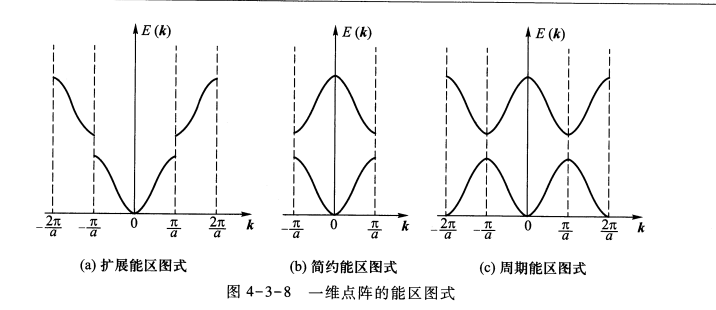 E (k) E (k) E (k)
-2π/a -π/a 0 π/a 2π/a k -π/a 0 π/a k -2π/a -π/a 0 π/a 2π/a k
(a) 扩展能区图式 (b) 简约能区图式 (c) 周期能区图式
图 4-3-8 一维点阵的能区图式